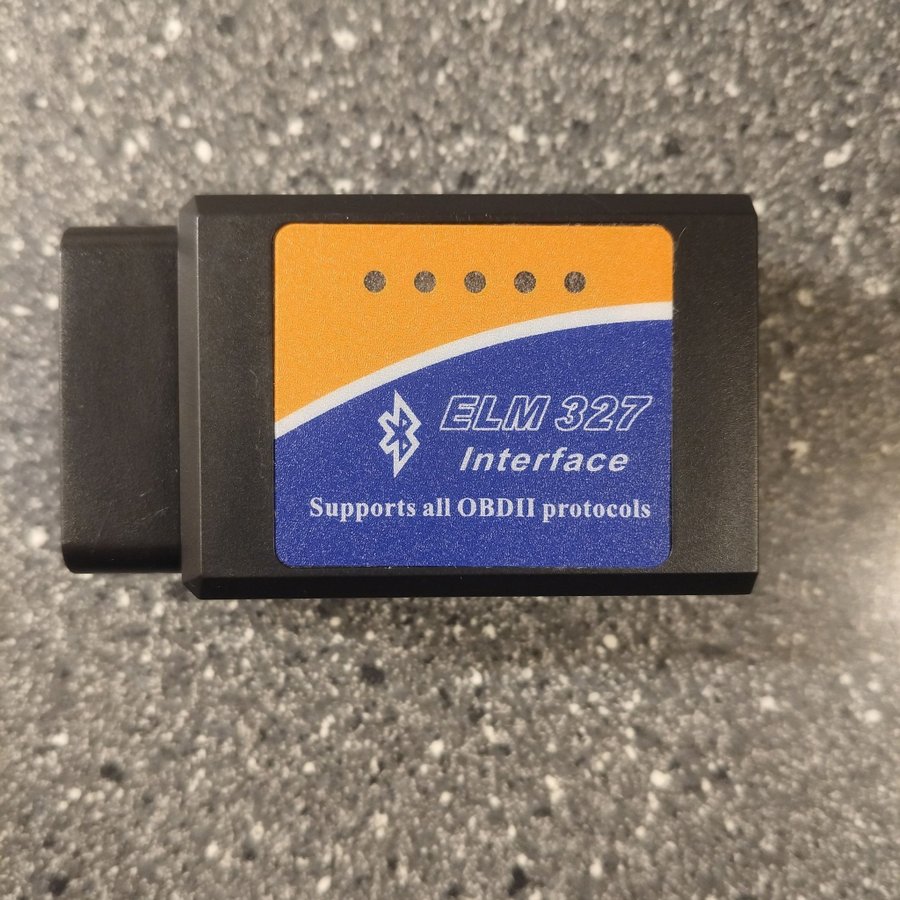 ELM 327
Interface
Supports all OBDII protocols